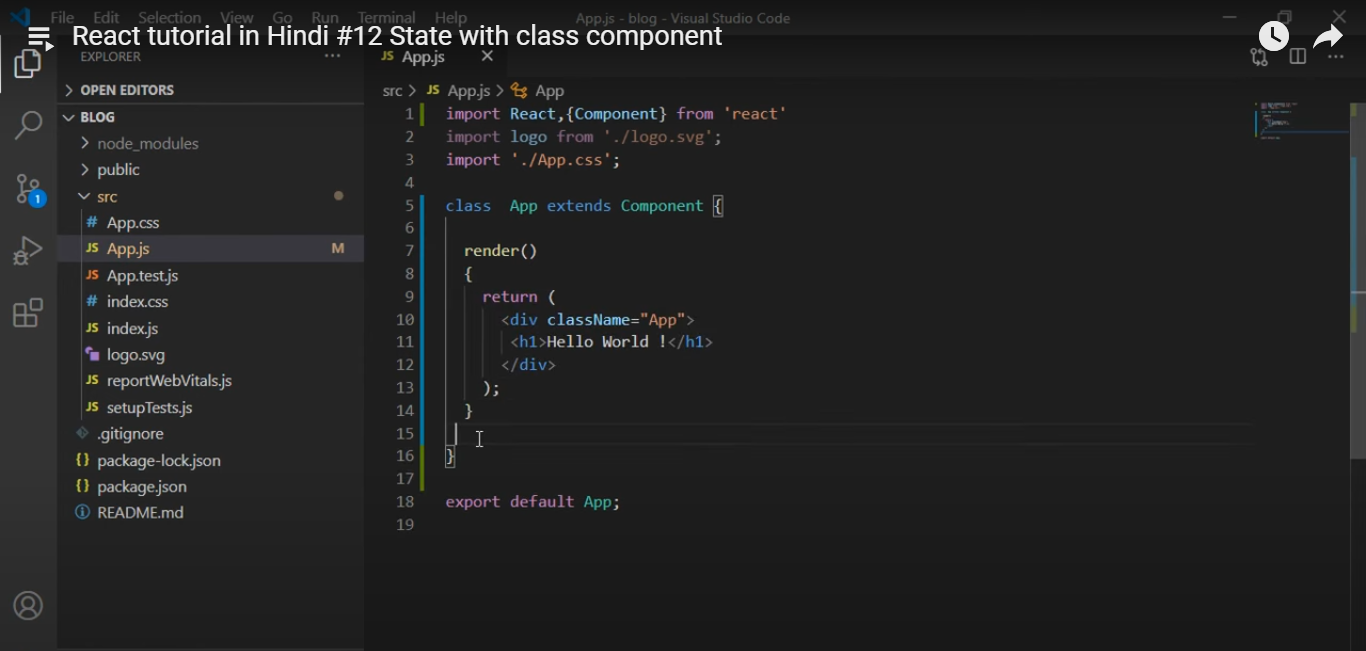 File Edit Selection View Go Run Terminal Help App.js - blog - Visual Studio Code
React tutorial in Hindi #12 State with class component
EXPLORER ...
JS App.js
OPEN EDITORS
BLOG
node_modules
public
src
# App.css
JS App.js M
JS App.test.js
# index.css
JS index.js
logo.svg
JS reportWebVitals.js
JS setupTests.js
.gitignore
{} package-lock.json
{} package.json
README.md
1
src > JS App.js > App
1 import React,{Component} from 'react'
2 import logo from './logo.svg';
3 import './App.css';
4
5 class App extends Component {
6
7 render()
8 {
9 return (
10 <div className="App">
11 <h1>Hello World !</h1>
12 </div>
13 );
14 }
15
16 }
17
18 export default App;
19